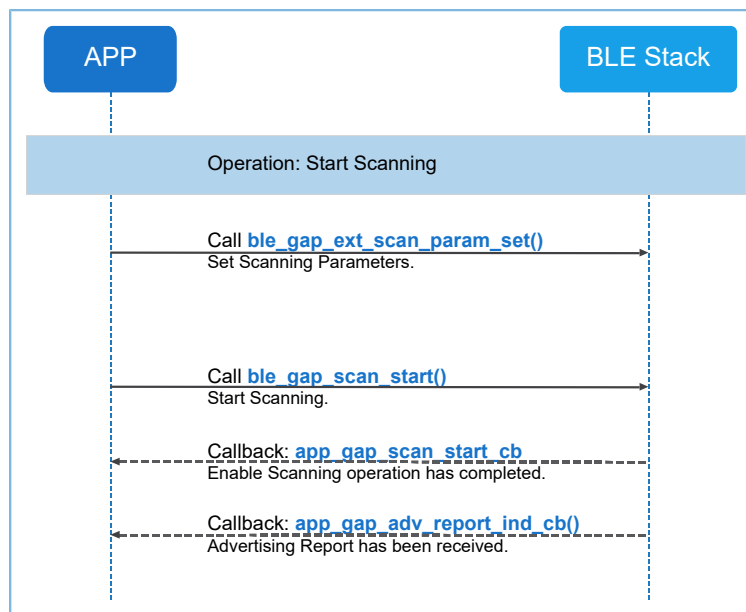 APP
BLE Stack
Operation: Start Scanning
Call ble_gap_ext_scan_param_set()
Set Scanning Parameters.
Call ble_gap_scan_start()
Start Scanning.
Callback: app_gap_scan_start_cb
Enable Scanning operation has completed.
Callback: app_gap_adv_report_ind_cb()
Advertising Report has been received.